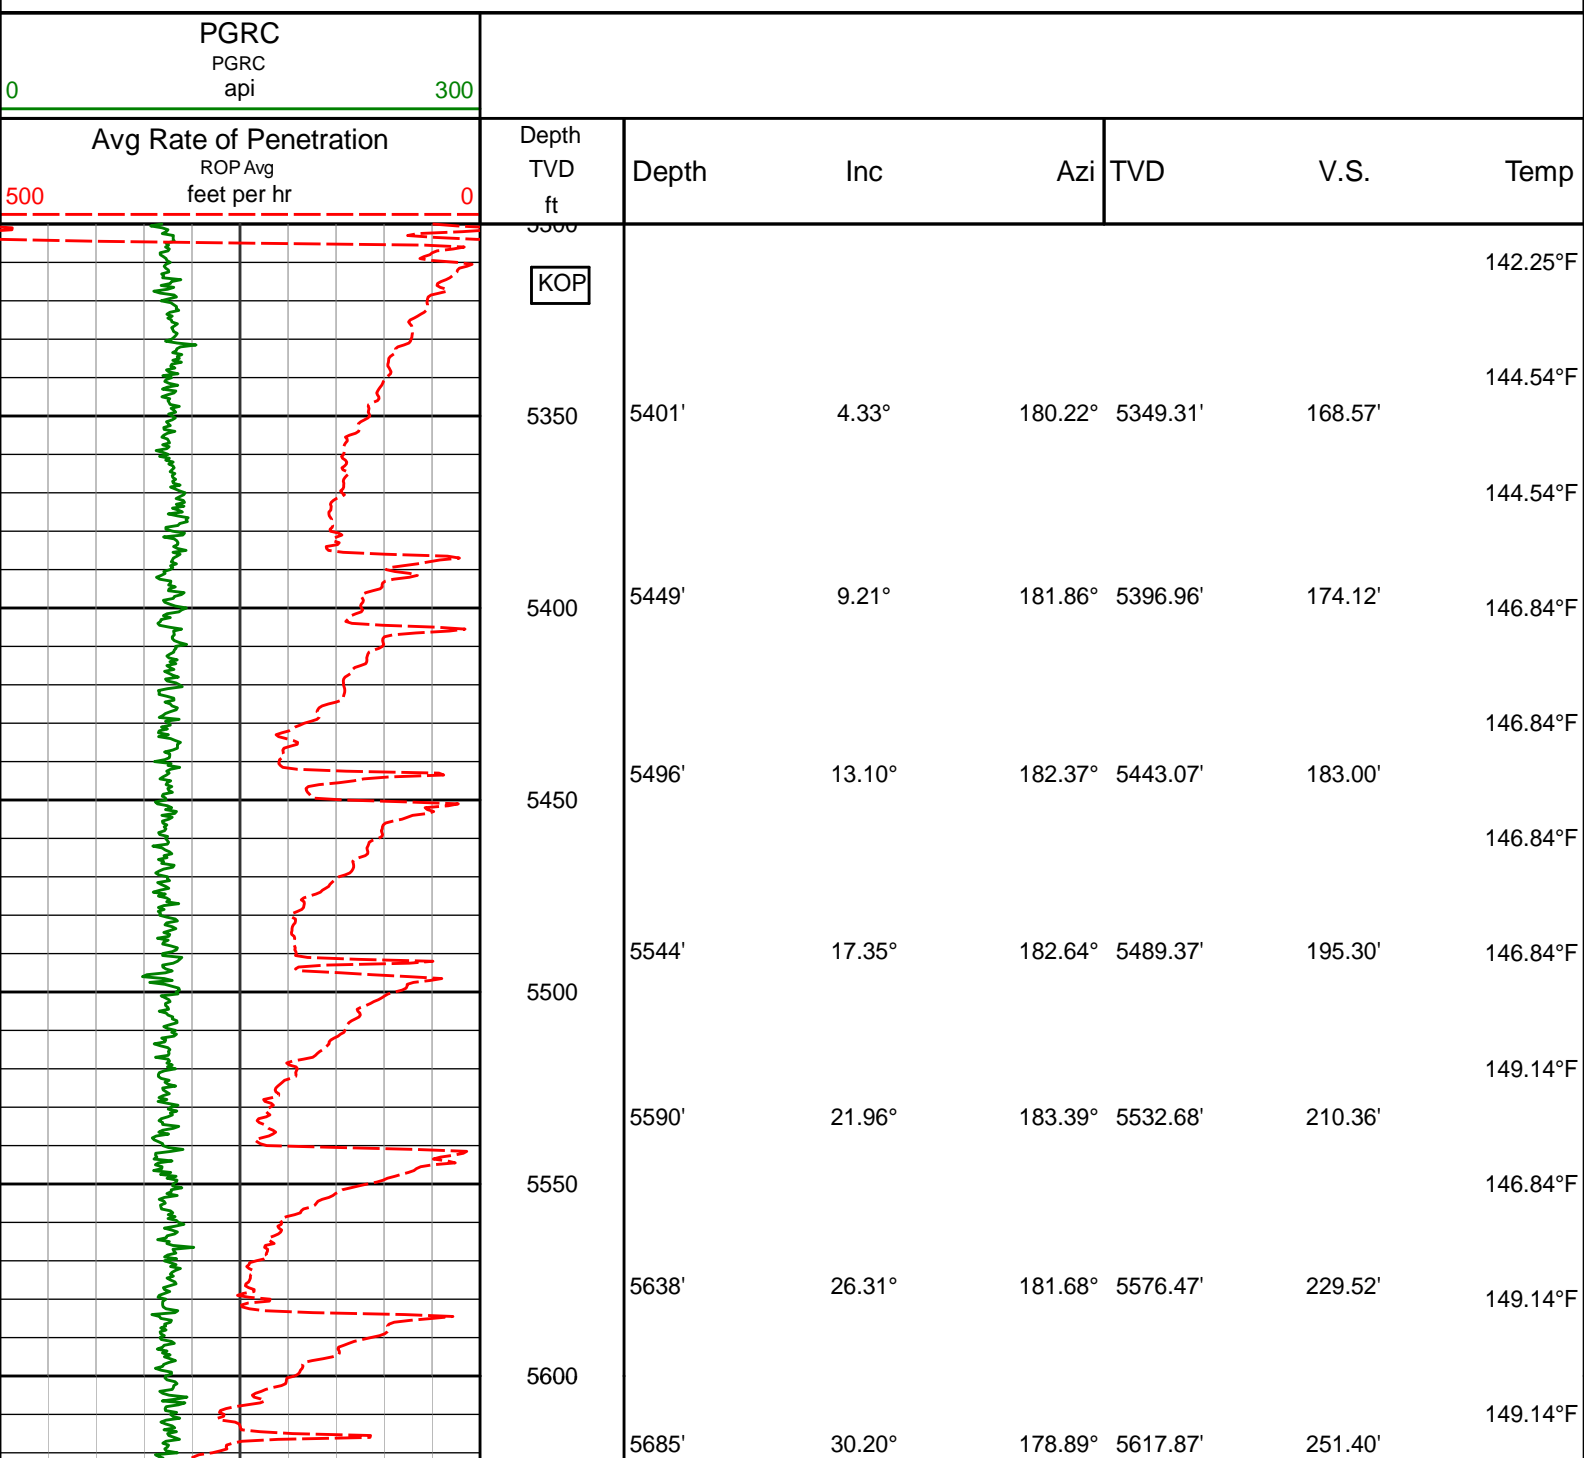 PGRC
PGRC
api
0 300
Avg Rate of Penetration
ROP Avg
feet per hr
500 0
Depth
TVD
ft
Depth Inc Azi TVD V.S. Temp
5300
142.25°F
KOP
144.54°F
5350 5401' 4.33° 180.22° 5349.31' 168.57'
144.54°F
5449' 9.21° 181.86° 5396.96' 174.12'
5400 146.84°F
146.84°F
5496' 13.10° 182.37° 5443.07' 183.00'
5450
146.84°F
5544' 17.35° 182.64° 5489.37' 195.30' 146.84°F
5500
149.14°F
5590' 21.96° 183.39° 5532.68' 210.36'
5550 146.84°F
5638' 26.31° 181.68° 5576.47' 229.52' 149.14°F
5600
149.14°F
5685' 30.20° 178.89° 5617.87' 251.40'